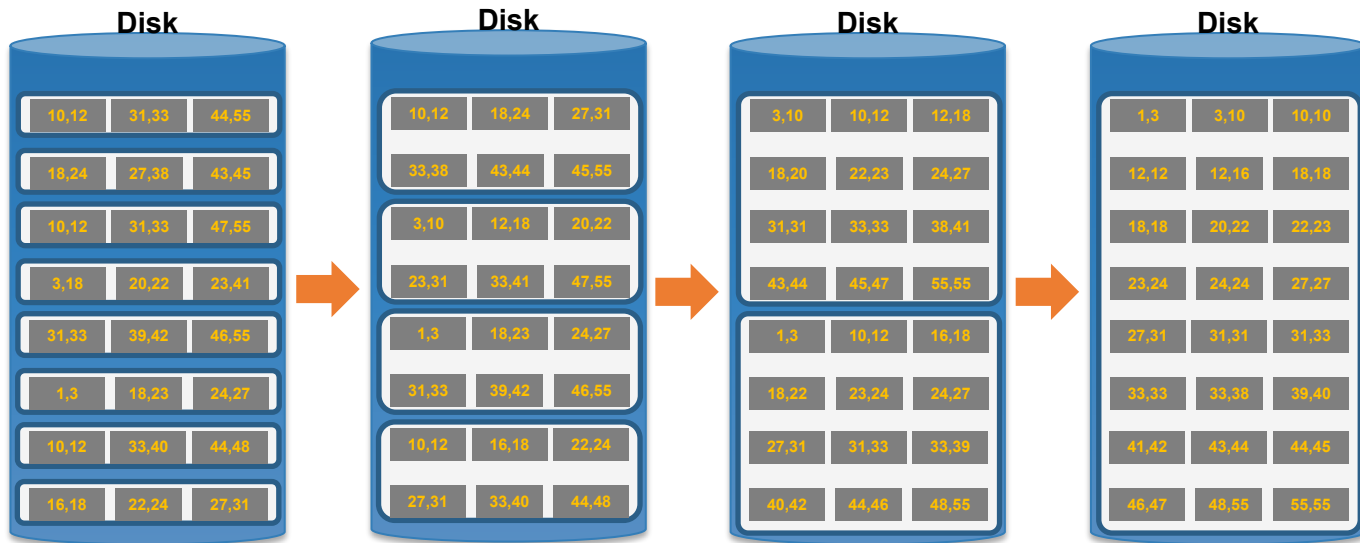 Disk
10,12 31,33 44,55
18,24 27,38 43,45
10,12 31,33 47,55
3,18 20,22 23,41
31,33 39,42 46,55
1,3 18,23 24,27
10,12 33,40 44,48
16,18 22,24 27,31
Disk
10,12 18,24 27,31
33,38 43,44 45,55
3,10 12,18 20,22
23,31 33,41 47,55
1,3 18,23 24,27
31,33 39,42 46,55
10,12 16,18 22,24
27,31 33,40 44,48
Disk
3,10 10,12 12,18
18,20 22,23 24,27
31,31 33,33 38,41
43,44 45,47 55,55
1,3 10,12 16,18
18,22 23,24 24,27
27,31 31,33 33,39
40,42 44,46 48,55
Disk
1,3 3,10 10,10
12,12 12,16 18,18
18,18 20,22 22,23
23,24 24,24 27,27
27,31 31,31 31,33
33,33 33,38 39,40
41,42 43,44 44,45
46,47 48,55 55,55